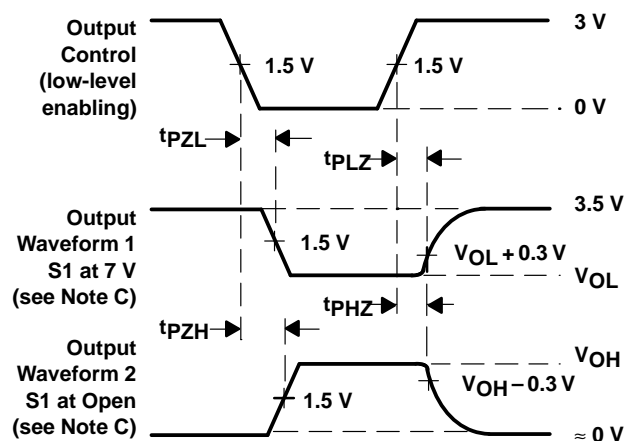 Output
Control
(low-level
enabling)
1.5 V
1.5 V
3 V
0 V
tPZL
tPLZ
Output
Waveform 1
S1 at 7 V
(see Note C)
1.5 V
3.5 V
VOL + 0.3 V
VOL
tPZH
tPHZ
Output
Waveform 2
S1 at Open
(see Note C)
1.5 V
VOH
VOH − 0.3 V
≈ 0 V